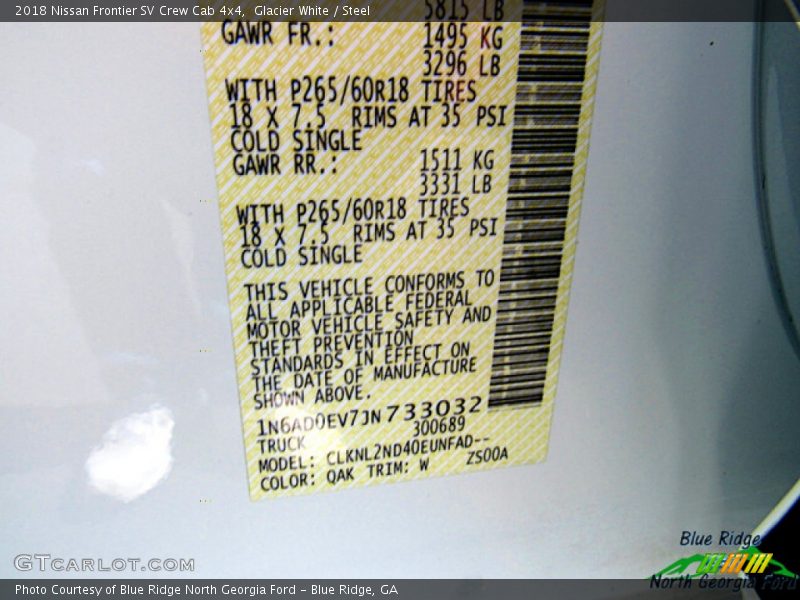 2018 Nissan Frontier SV Crew Cab 4x4,  Glacier White / Steel
5815 LB
GAWR FR.: 1495 KG
3296 LB
WITH P265/60R18 TIRES
18 X 7.5 RIMS AT 35 PSI
COLD SINGLE
GAWR RR.: 1511 KG
3331 LB
WITH P265/60R18 TIRES
18 X 7.5 RIMS AT 35 PSI
COLD SINGLE
THIS VEHICLE CONFORMS TO
ALL APPLICABLE FEDERAL
MOTOR VEHICLE SAFETY AND
THEFT PREVENTION
STANDARDS IN EFFECT ON
THE DATE OF MANUFACTURE
SHOWN ABOVE.
1N6AD0EV7JN733032
300689
TRUCK
MODEL: CLKNL2ND40EUNFAD--
COLOR: QAK TRIM: W ZS00A
Blue Ridge
North Georgia Ford
GTcarlot.com
Photo Courtesy of Blue Ridge North Georgia Ford – Blue Ridge, GA